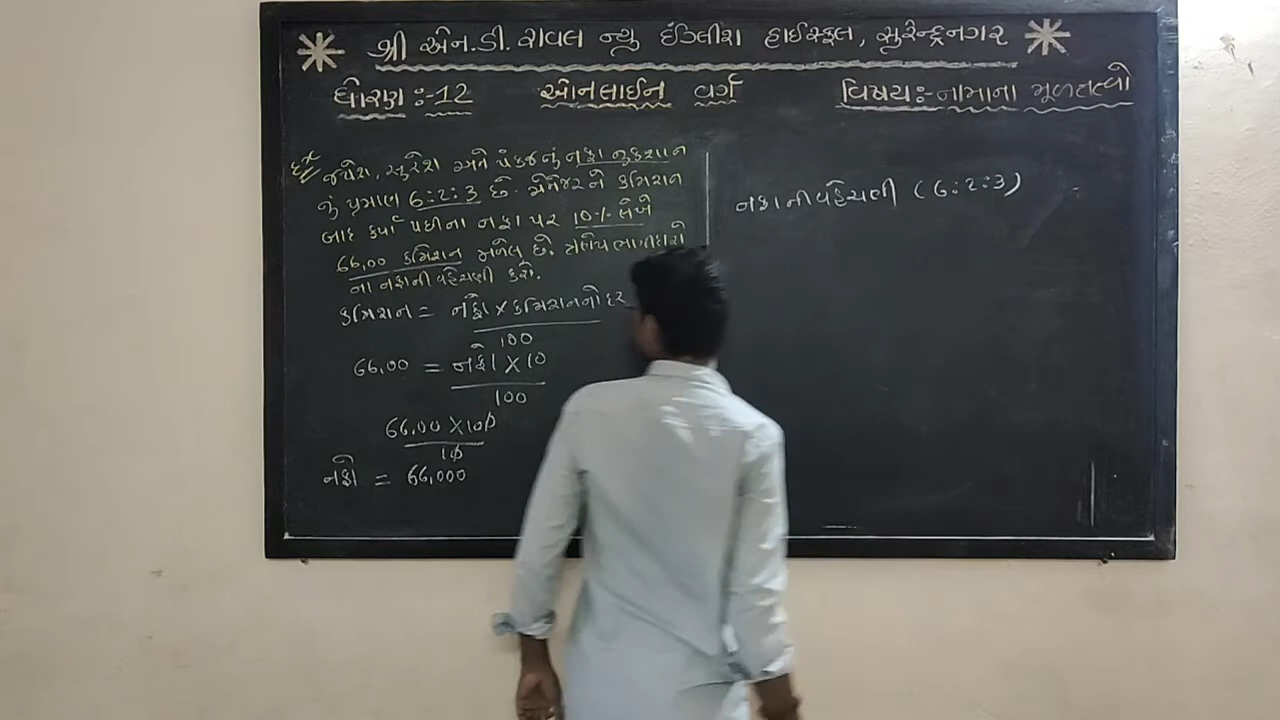 શ્રી એન.ડી. રાવલ ન્યુ ઇંગ્લીશ હાઈસ્કૂલ, સુરેન્દ્રનગર
ધોરણ :-12 ઓનલાઈન વર્ગ વિષય:-નામાના મૂળતત્વો
જયેશ, સુરેશ અને પંકજનું નફા નુકશાન
નું પ્રમાણ 6:2:3 છે. મેનેજરને કમિશન
બાદ કર્યા પછીના નફા પર 10% લેખે
66,00 કમિશન મળેલ છે. ત્રણેય ભાગીદારો
ના નફાની વહેંચણી કરો.
કમિશન = નફો × કમિશનનો દર
100
66,00 = નફો × 10
100
66,00 × 100
10
નફો = 66,000
નફાની વહેંચણી (6:2:3)